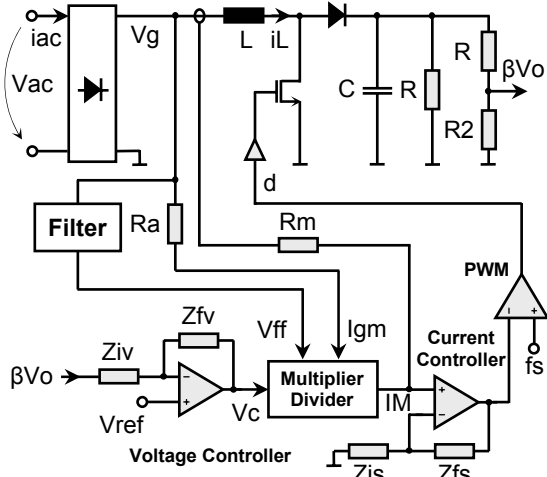 iac
Vg
L
iL
Vac
C
R
R
βVo
R2
d
Filter
Ra
Rm
PWM
Zfv
Vff
Igm
Current
Controller
fs
βVo
Ziv
−
+
Vref
Vc
Multiplier
Divider
IM
+
−
Voltage Controller
Zis
Zfs